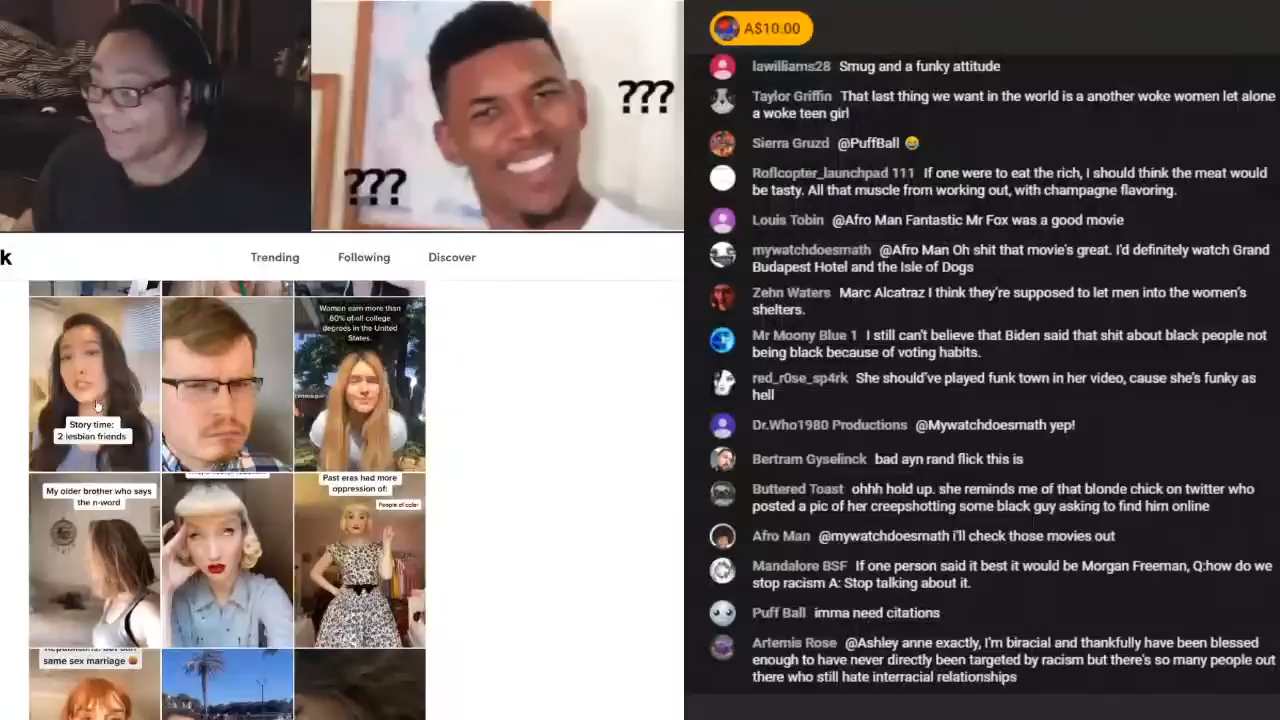 ???
???
k
Trending
Following
Discover
Story time:
2 lesbian friends
Women earn more than
60% of all college
degrees in the United
States.
My older brother who says
the n-word
Past eras had more
oppression of:
People of color
same sex marriage
A$10.00
lawilliams28 Smug and a funky attitude
Taylor Griffin That last thing we want in the world is a another woke women let alone
a woke teen girl
Sierra Gruzd @PuffBall 😂
Roflcopter_launchpad 111 If one were to eat the rich, I should think the meat would
be tasty. All that muscle from working out, with champagne flavoring.
Louis Tobin @Afro Man Fantastic Mr Fox was a good movie
mywatchdoesmath @Afro Man Oh shit that movie's great. I'd definitely watch Grand
Budapest Hotel and the Isle of Dogs
Zehn Waters Marc Alcatraz I think they're supposed to let men into the women's
shelters.
Mr Moony Blue 1 I still can't believe that Biden said that shit about black people not
being black because of voting habits.
red_r0se_sp4rk She should've played funk town in her video, cause she's funky as
hell
Dr.Who1980 Productions @Mywatchdoesmath yep!
Bertram Gyselinck bad ayn rand flick this is
Buttered Toast ohhh hold up. she reminds me of that blonde chick on twitter who
posted a pic of her creepshotting some black guy asking to find him online
Afro Man @mywatchdoesmath i'll check those movies out
Mandalore BSF If one person said it best it would be Morgan Freeman, Q:how do we
stop racism A: Stop talking about it.
Puff Ball imma need citations
Artemis Rose @Ashley anne exactly, I'm biracial and thankfully have been blessed
enough to have never directly been targeted by racism but there's so many people out
there who still hate interracial relationships